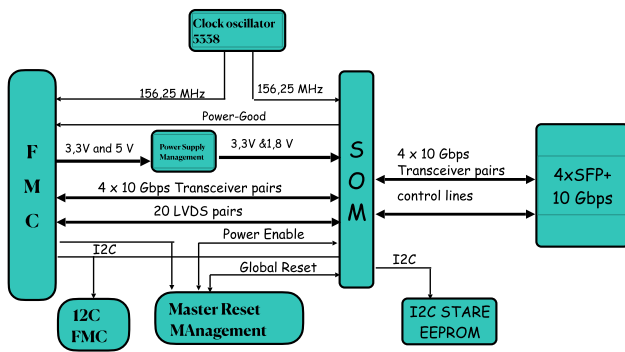 Clock oscillator
5338
156,25 MHz
156,25 MHz
Power-Good
3,3V and 5 V
Power Supply
Management
3,3V &1,8 V
F
M
C
S
O
M
4 x 10 Gbps
Transceiver pairs
4xSFP+
10 Gbps
4 x 10 Gbps Transceiver pairs
control lines
20 LVDS pairs
Power Enable
I2C
Global Reset
I2C
12C
FMC
Master Reset
MAnagement
I2C STARE
EEPROM